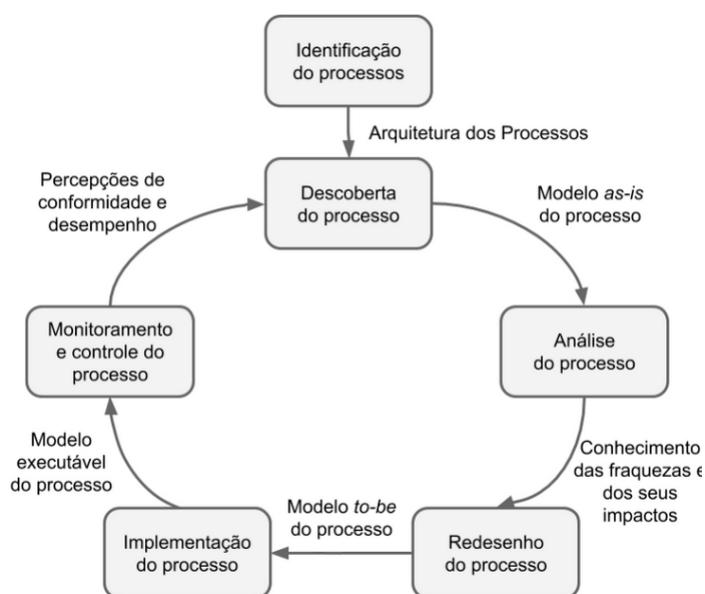 Identificação
do processos
Arquitetura dos Processos
Descoberta
do processo
Modelo as-is
do processo
Análise
do processo
Conhecimento
das fraquezas e
dos seus
impactos
Redesenho
do processo
Modelo to-be
do processo
Implementação
do processo
Modelo
executável
do processo
Monitoramento
e controle do
processo
Percepções de
conformidade e
desempenho